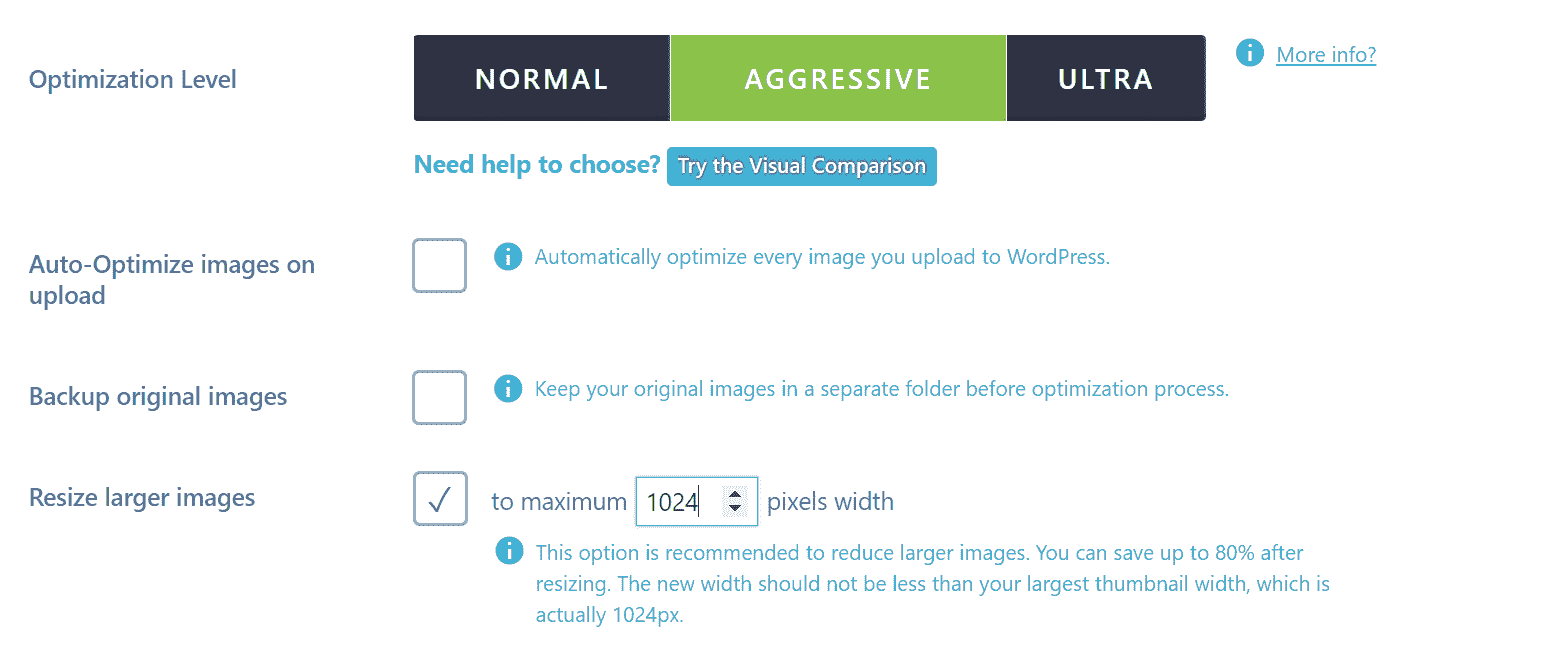 Optimization Level
NORMAL AGGRESSIVE ULTRA
More info?
Need help to choose? Try the Visual Comparison
Auto-Optimize images on
upload
Automatically optimize every image you upload to WordPress.
Backup original images
Keep your original images in a separate folder before optimization process.
Resize larger images
to maximum 1024 pixels width
This option is recommended to reduce larger images. You can save up to 80% after
resizing. The new width should not be less than your largest thumbnail width, which is
actually 1024px.